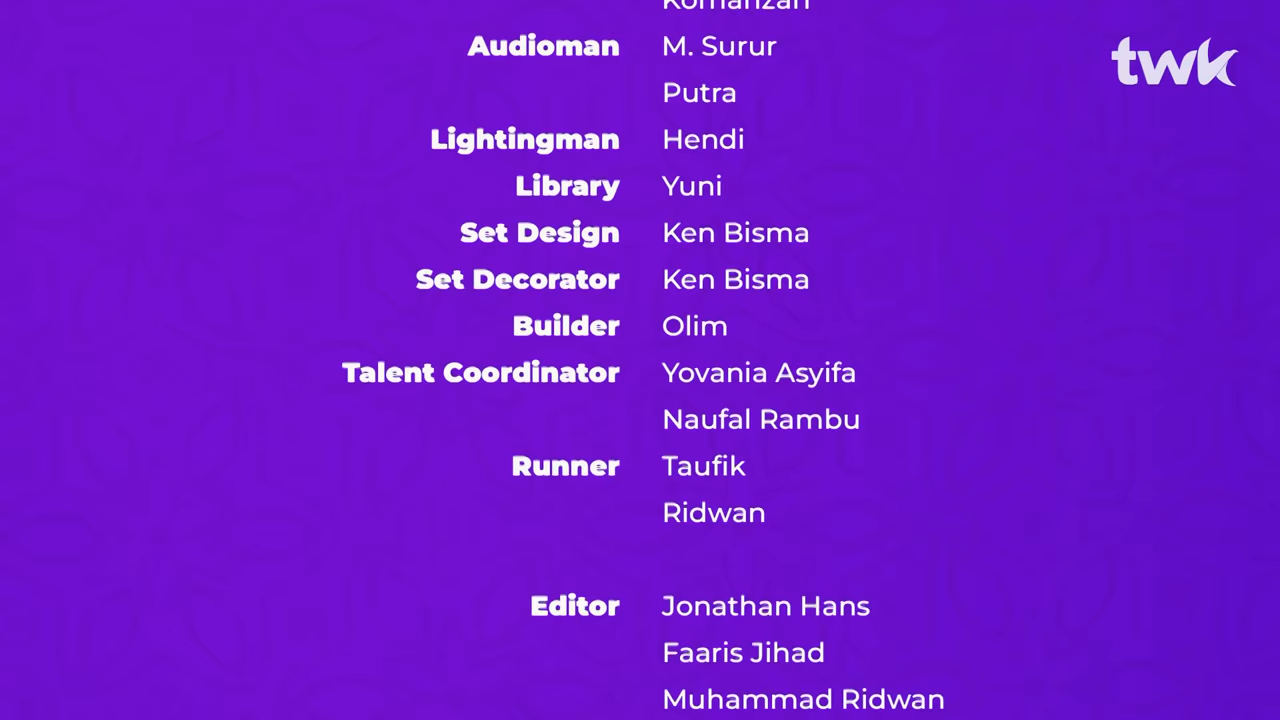 Komarızan
Audioman M. Surur
Putra
Lightingman Hendi
Library Yuni
Set Design Ken Bisma
Set Decorator Ken Bisma
Builder Olim
Talent Coordinator Yovania Asyifa
Naufal Rambu
Runner Taufik
Ridwan
Editor Jonathan Hans
Faaris Jihad
Muhammad Ridwan
twk